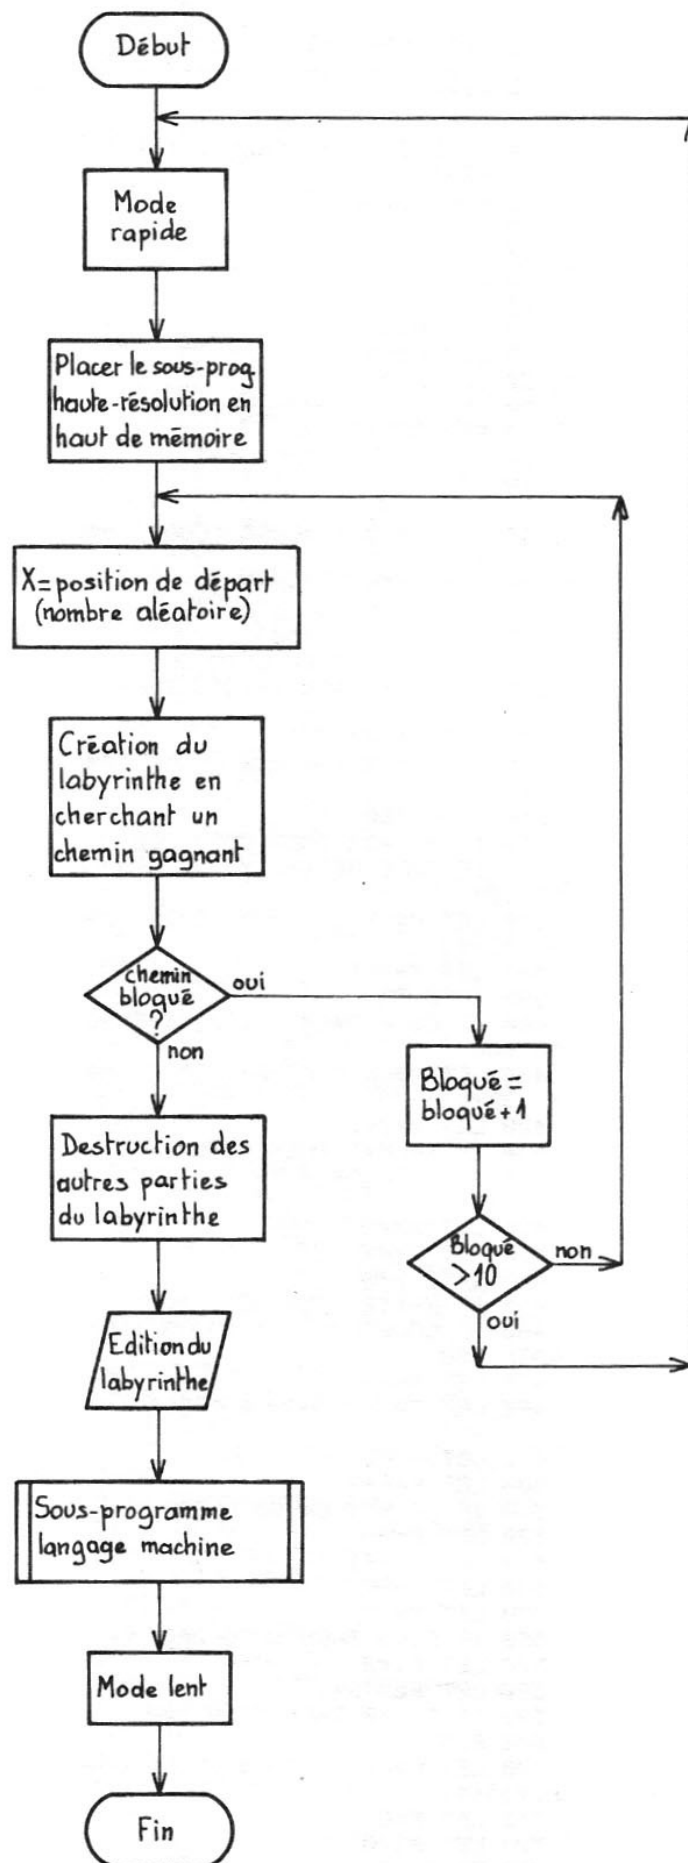 Début
Mode
rapide
Placer le sous-prog.
haute-résolution en
haut de mémoire
X=position de départ
(nombre aléatoire)
Création du
labyrinthe en
cherchant un
chemin gagnant
chemin
bloqué
?
oui
non
Bloqué =
bloqué+1
Destruction des
autres parties
du labyrinthe
Bloqué
>10
non
oui
Edition du
labyrinthe
Sous-programme
langage machine
Mode lent
Fin